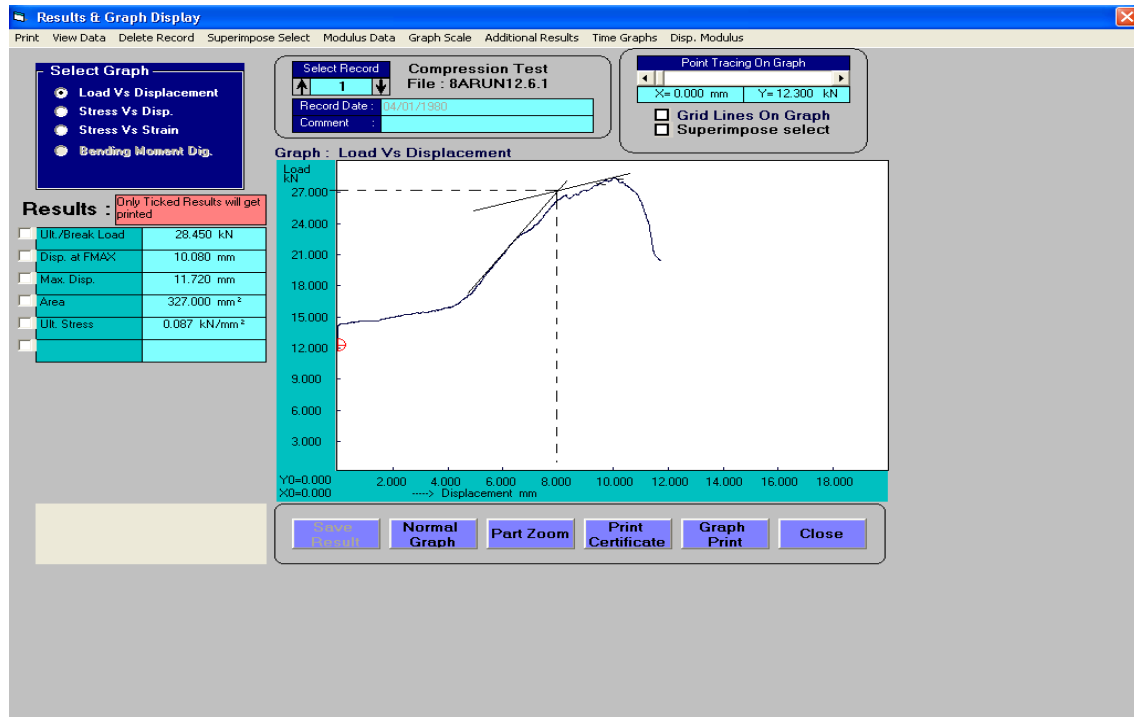 Results & Graph Display
Print View Data Delete Record Superimpose Select Modulus Data Graph Scale Additional Results Time Graphs Disp. Modulus
Select Graph
Load Vs Displacement
Stress Vs Disp.
Stress Vs Strain
Bending Moment Dig.
Select Record
1
Compression Test
File : 8ARUN12.6.1
Record Date : 04/01/1980
Comment :
Point Tracing On Graph
X= 0.000 mm Y= 12.300 kN
Grid Lines On Graph
Superimpose select
Results : Only Ticked Results will get printed
Ult./Break Load 28.450 kN
Disp. at FMAX 10.080 mm
Max. Disp. 11.720 mm
Area 327.000 mm²
Ult. Stress 0.087 kN/mm²
Graph : Load Vs Displacement
Load
kN
27.000
24.000
21.000
18.000
15.000
12.000
9.000
6.000
3.000
Y0=0.000 2.000 4.000 6.000 8.000 10.000 12.000 14.000 16.000 18.000
X0=0.000 ----> Displacement mm
Save Result
Normal Graph
Part Zoom
Print Certificate
Graph Print
Close